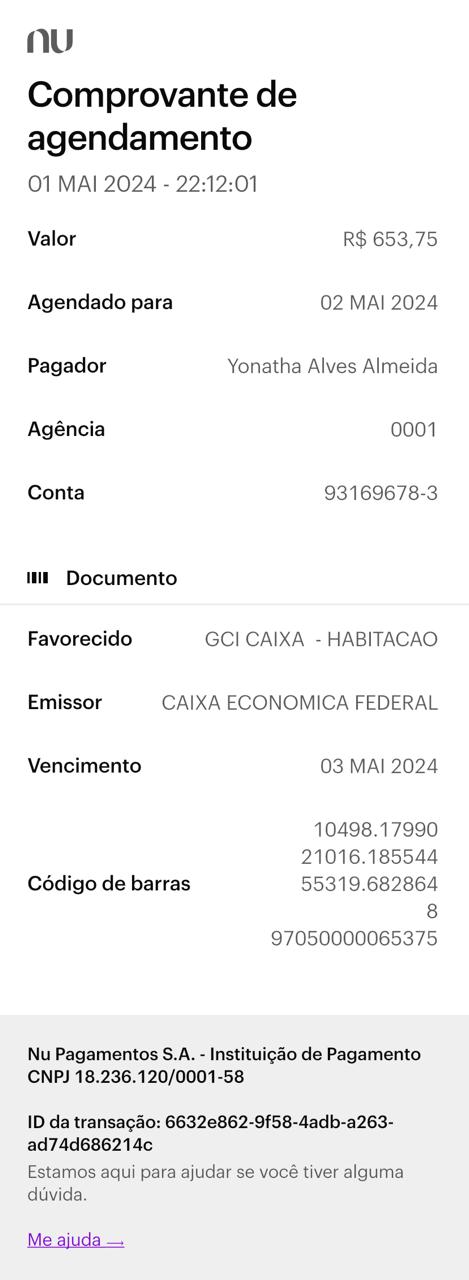 nu
Comprovante de
agendamento
01 MAI 2024 - 22:12:01
Valor R$ 653,75
Agendado para 02 MAI 2024
Pagador Yonatha Alves Almeida
Agência 0001
Conta 93169678-3
Documento
Favorecido GCI CAIXA  - HABITACAO
Emissor CAIXA ECONOMICA FEDERAL
Vencimento 03 MAI 2024
10498.17990
21016.185544
Código de barras 55319.682864
8
97050000065375
Nu Pagamentos S.A. - Instituição de Pagamento
CNPJ 18.236.120/0001-58
ID da transação: 6632e862-9f58-4adb-a263-
ad74d686214c
Estamos aqui para ajudar se você tiver alguma
dúvida.
Me ajuda →